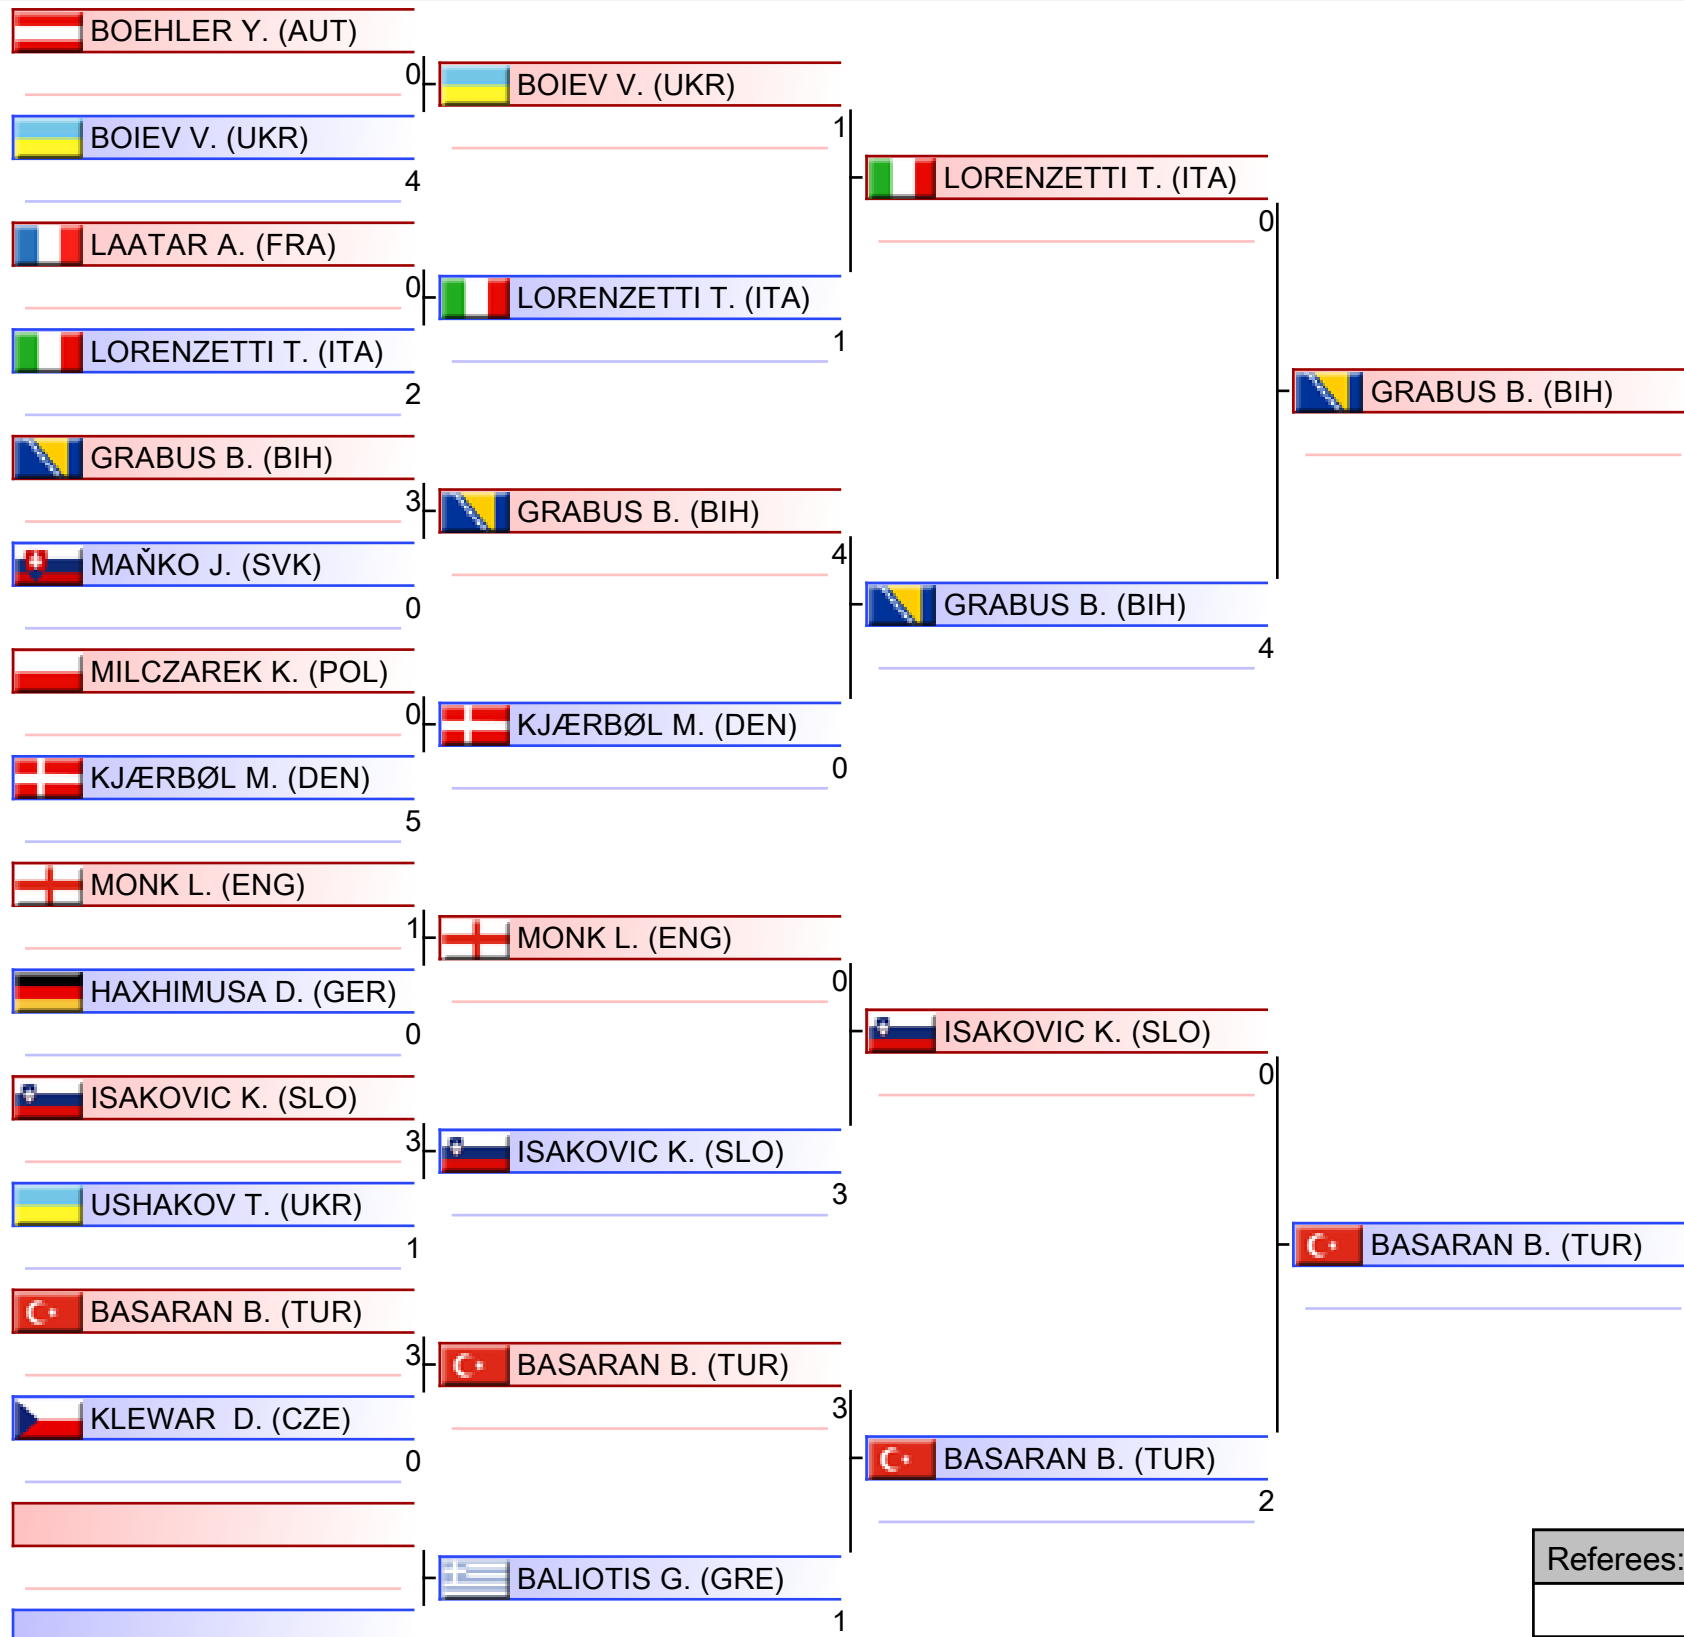 BOEHLER Y. (AUT)
0
BOIEV V. (UKR)
4
LAATAR A. (FRA)
0
LORENZETTI T. (ITA)
2
GRABUS B. (BIH)
3
MAŇKO J. (SVK)
0
MILCZAREK K. (POL)
0
KJÆRBØL M. (DEN)
5
MONK L. (ENG)
1
HAXHIMUSA D. (GER)
0
ISAKOVIC K. (SLO)
3
USHAKOV T. (UKR)
1
BASARAN B. (TUR)
3
KLEWAR  D. (CZE)
0
BOIEV V. (UKR)
1
LORENZETTI T. (ITA)
1
GRABUS B. (BIH)
4
KJÆRBØL M. (DEN)
0
MONK L. (ENG)
0
ISAKOVIC K. (SLO)
3
BASARAN B. (TUR)
3
BALIOTIS G. (GRE)
1
LORENZETTI T. (ITA)
0
GRABUS B. (BIH)
4
ISAKOVIC K. (SLO)
0
BASARAN B. (TUR)
2
GRABUS B. (BIH)
BASARAN B. (TUR)
Referees: